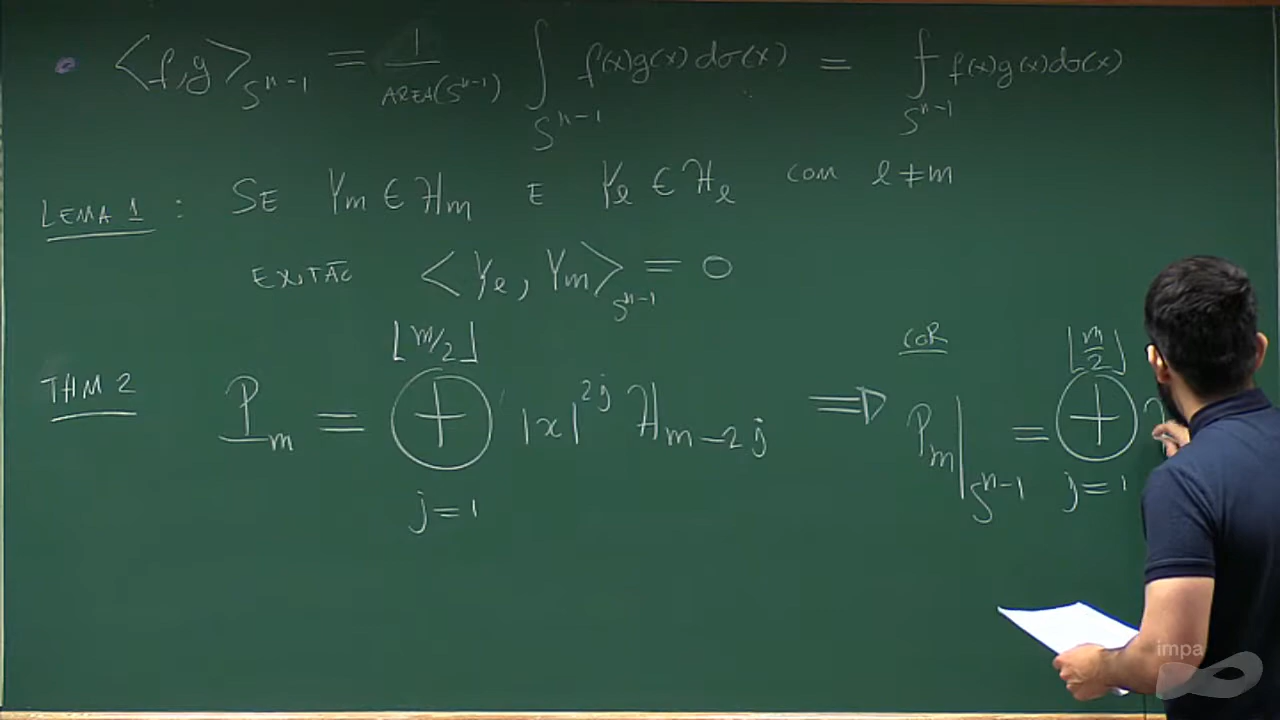 • <f,g>_{S^{n-1}} = 1/AREA(S^{n-1}) ∫_{S^{n-1}} f(x)g(x)dσ(x) = ⨍_{S^{n-1}} f(x)g(x)dσ(x)
LEMA 1: SE Y_m ∈ H_m E Y_ℓ ∈ H_ℓ COM ℓ≠m
ENTÃO <Y_ℓ, Y_m>_{S^{n-1}} = 0
THM 2 P_m = ⊕_{j=1}^{⌊m/2⌋} |x|^{2j} H_{m-2j} ⟹ COR P_m|_{S^{n-1}} = ⊕_{j=1}^{⌊m/2⌋}
impa